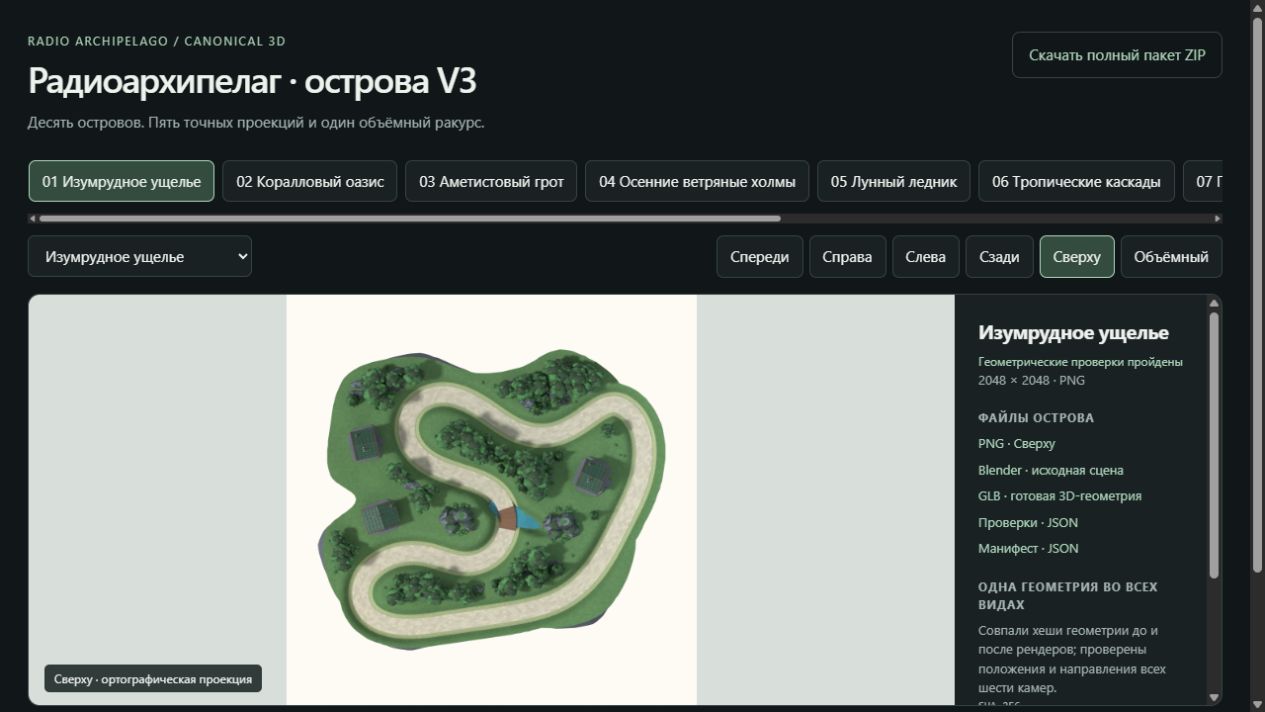 RADIO ARCHIPELAGO / CANONICAL 3D
Радиоархипелаг · острова V3
Десять островов. Пять точных проекций и один объёмный ракурс.
Скачать полный пакет ZIP
01 Изумрудное ущелье
02 Коралловый оазис
03 Аметистовый грот
04 Осенние ветряные холмы
05 Лунный ледник
06 Тропические каскады
07
Изумрудное ущелье
Спереди
Справа
Слева
Сзади
Сверху
Объёмный
Сверху · ортографическая проекция
Изумрудное ущелье
Геометрические проверки пройдены
2048 × 2048 · PNG
ФАЙЛЫ ОСТРОВА
PNG · Сверху
Blender · исходная сцена
GLB · готовая 3D-геометрия
Проверки · JSON
Манифест · JSON
ОДНА ГЕОМЕТРИЯ ВО ВСЕХ
ВИДАХ
Совпали хеши геометрии до и
после рендеров; проверены
положения и направления всех
шести камер.